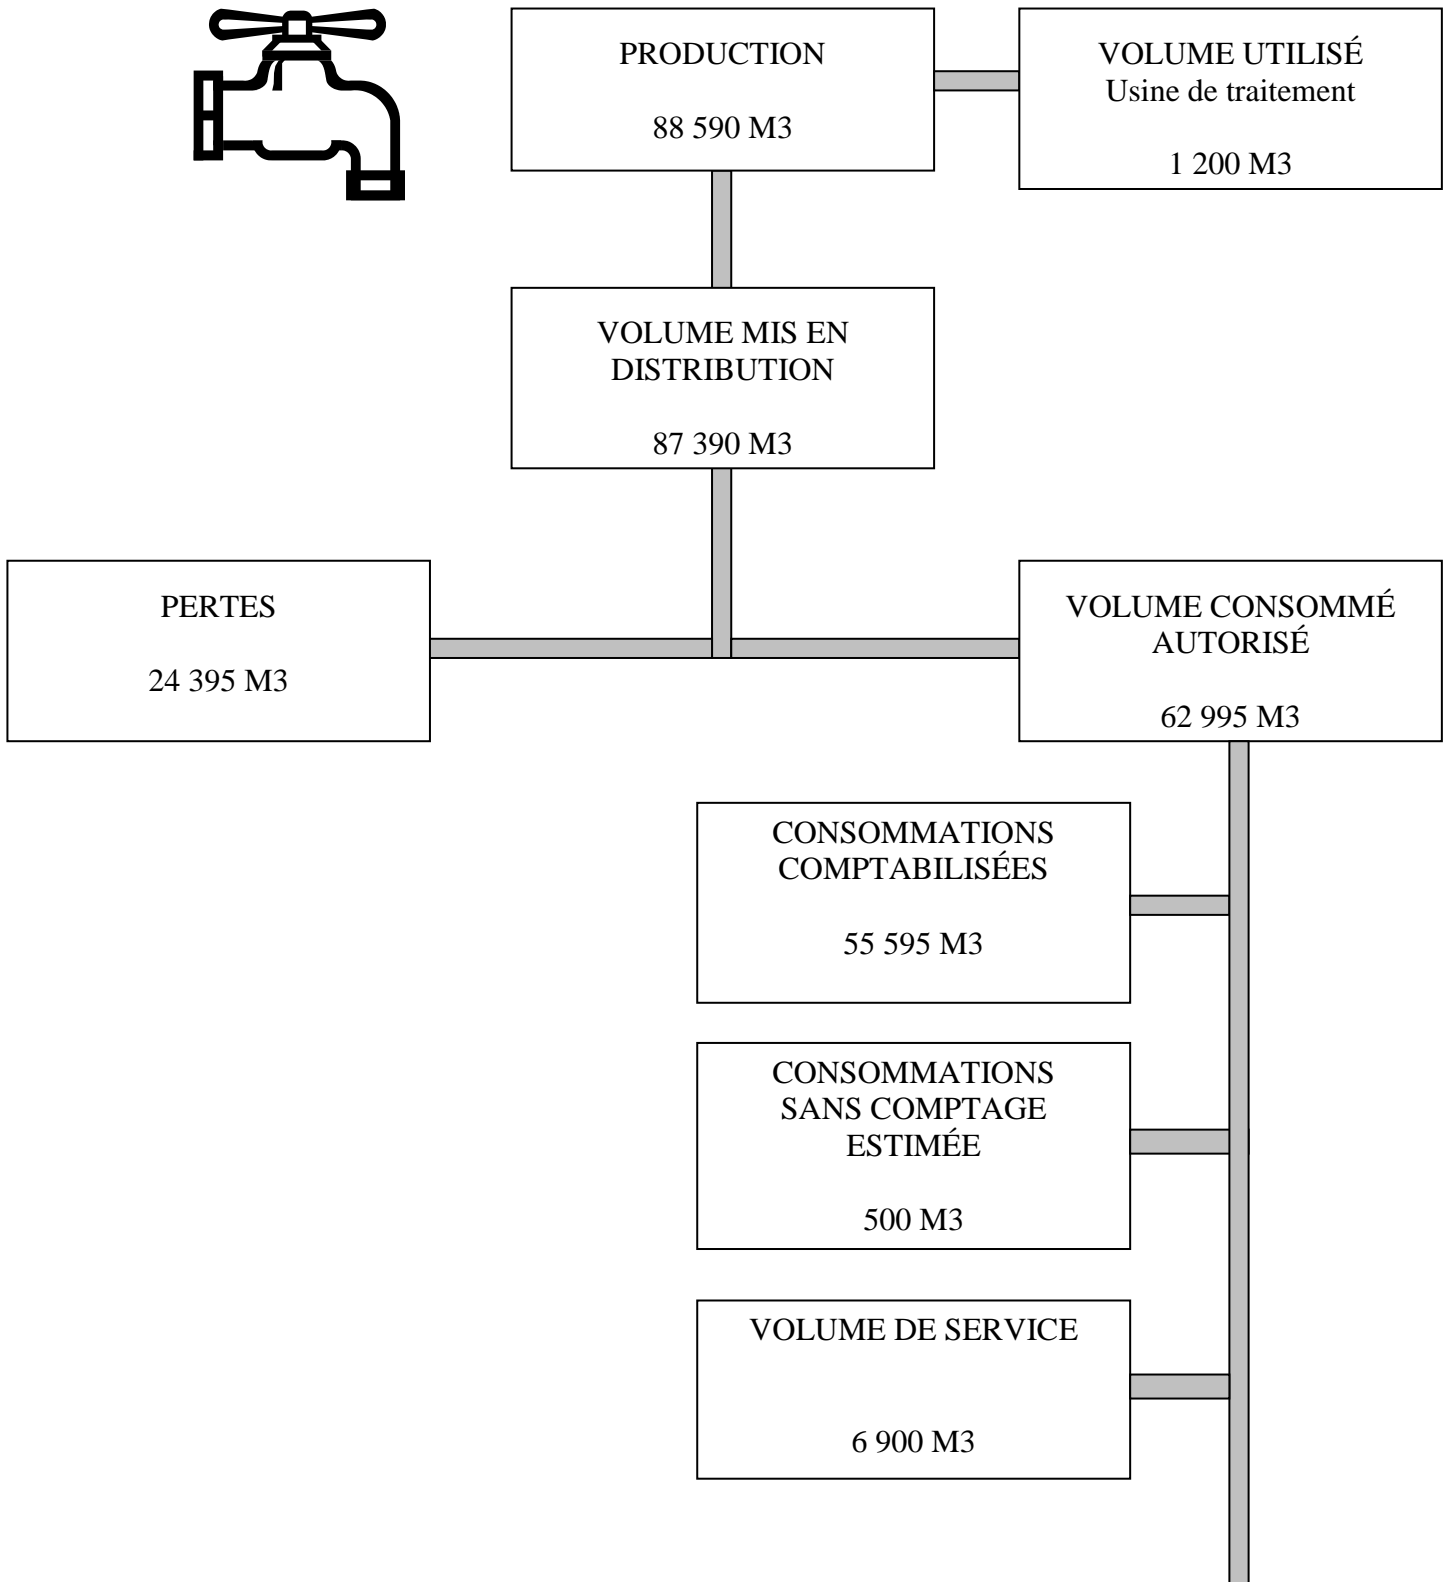 PRODUCTION
88 590 M3
VOLUME UTILISÉ
Usine de traitement
1 200 M3
VOLUME MIS EN
DISTRIBUTION
87 390 M3
PERTES
24 395 M3
VOLUME CONSOMMÉ
AUTORISÉ
62 995 M3
CONSOMMATIONS
COMPTABILISÉES
55 595 M3
CONSOMMATIONS
SANS COMPTAGE
ESTIMÉE
500 M3
VOLUME DE SERVICE
6 900 M3